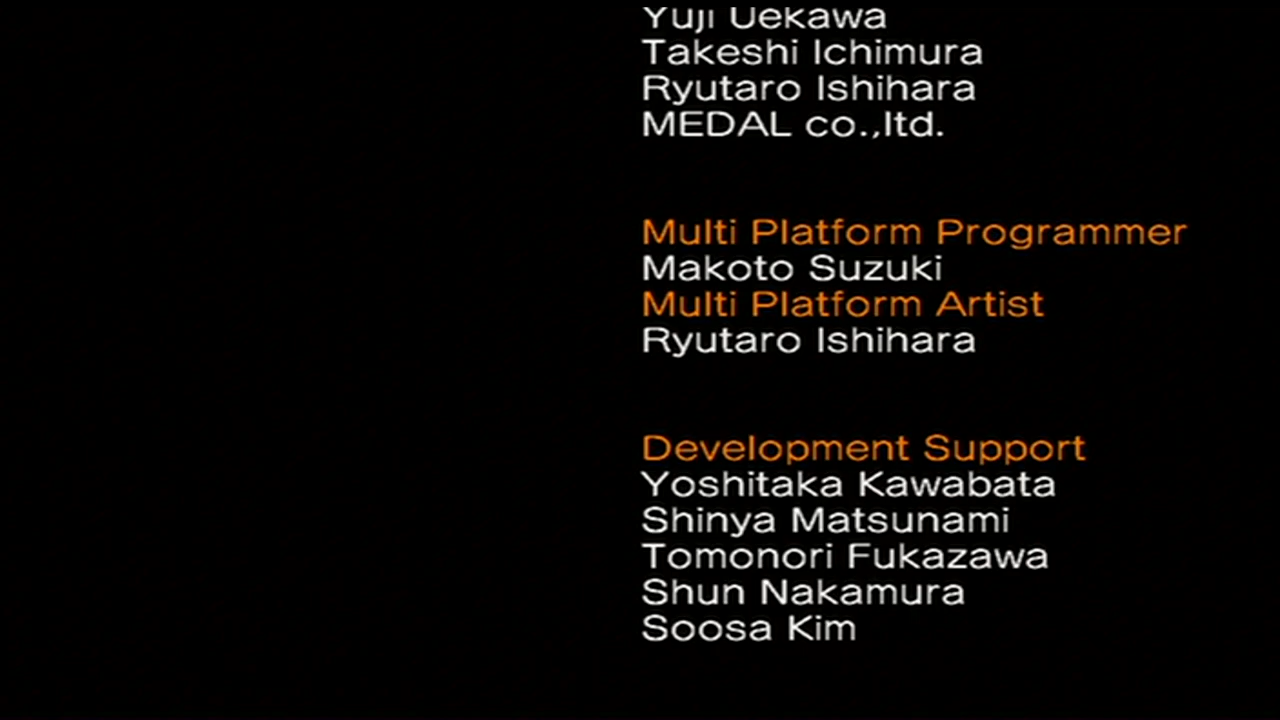 Yuji Uekawa
Takeshi Ichimura
Ryutaro Ishihara
MEDAL co.,ltd.
Multi Platform Programmer
Makoto Suzuki
Multi Platform Artist
Ryutaro Ishihara
Development Support
Yoshitaka Kawabata
Shinya Matsunami
Tomonori Fukazawa
Shun Nakamura
Soosa Kim